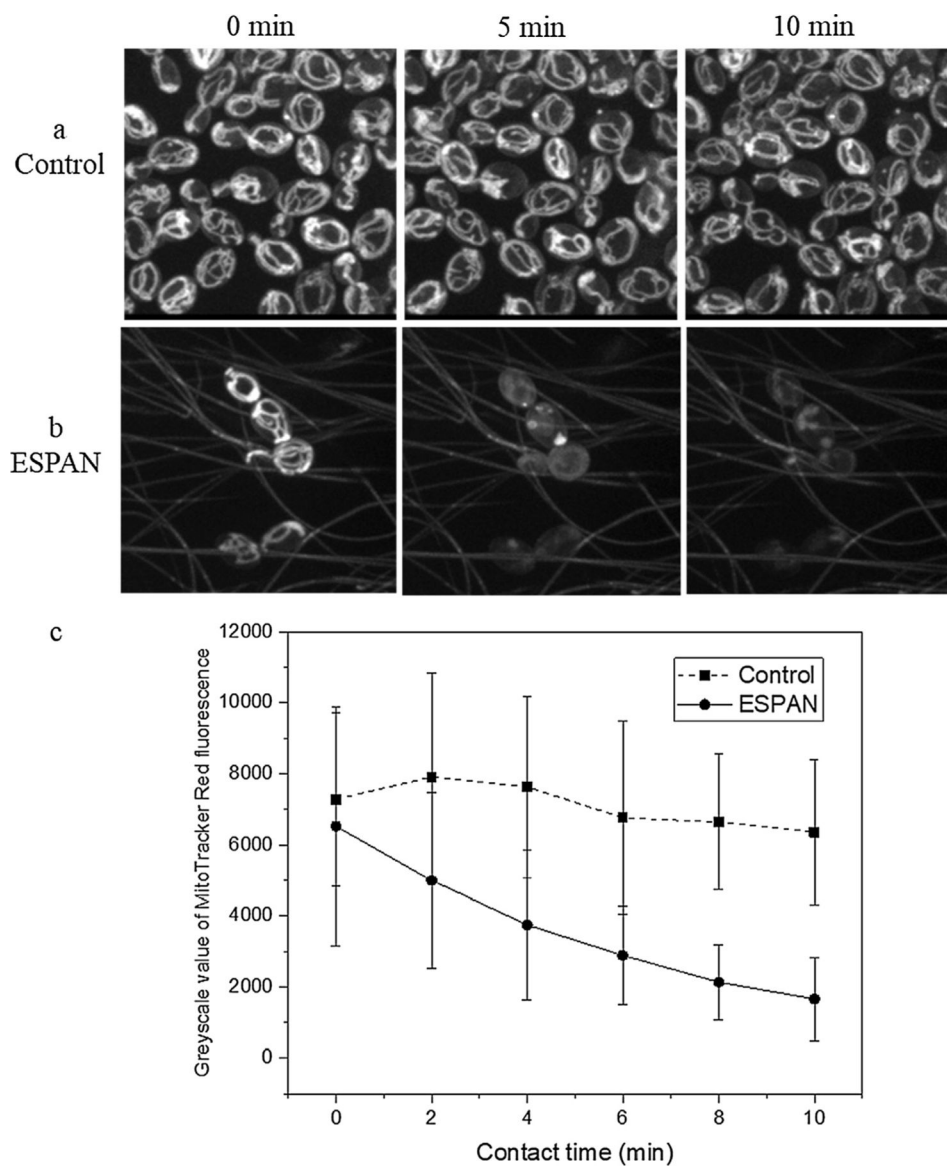 0 min 5 min 10 min
a
Control
b
ESPAN
c
12000
10000
8000
6000
4000
2000
0
Greyscale value of MitoTracker Red fluorescence
Control
ESPAN
0 2 4 6 8 10
Contact time (min)